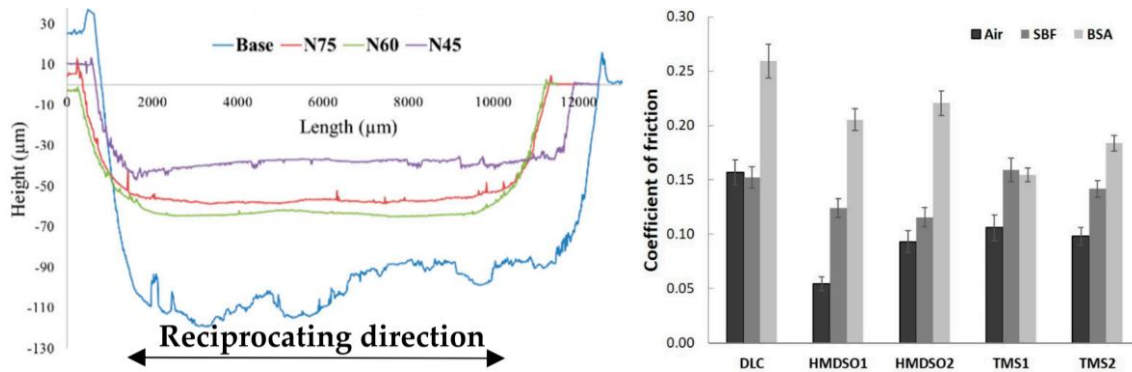 Base N75 N60 N45
30
10
-10
-30
-50
-70
-90
-110
-130
0 2000 4000 6000 8000 10000 12000
Length (µm)
Height (µm)
Reciprocating direction
Air SBF BSA
0.30
0.25
0.20
0.15
0.10
0.05
0.00
Coefficient of friction
DLC HMDSO1 HMDSO2 TMS1 TMS2